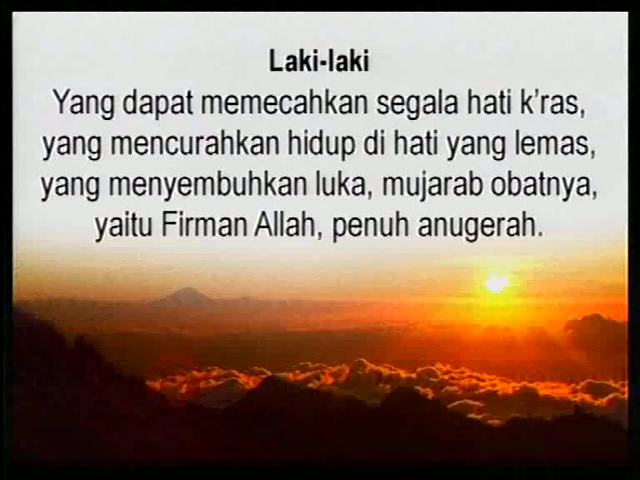 Laki-laki
Yang dapat memecahkan segala hati k'ras,
yang mencurahkan hidup di hati yang lemas,
yang menyembuhkan luka, mujarab obatnya,
yaitu Firman Allah, penuh anugerah.